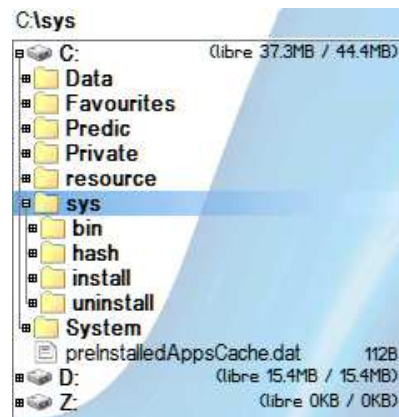 C:\sys
C: (libre 37.3MB / 44.4MB)
Data
Favourites
Predic
Private
resource
sys
bin
hash
install
uninstall
System
preInstalledAppsCache.dat 112B
D: (libre 15.4MB / 15.4MB)
Z: (libre 0KB / 0KB)